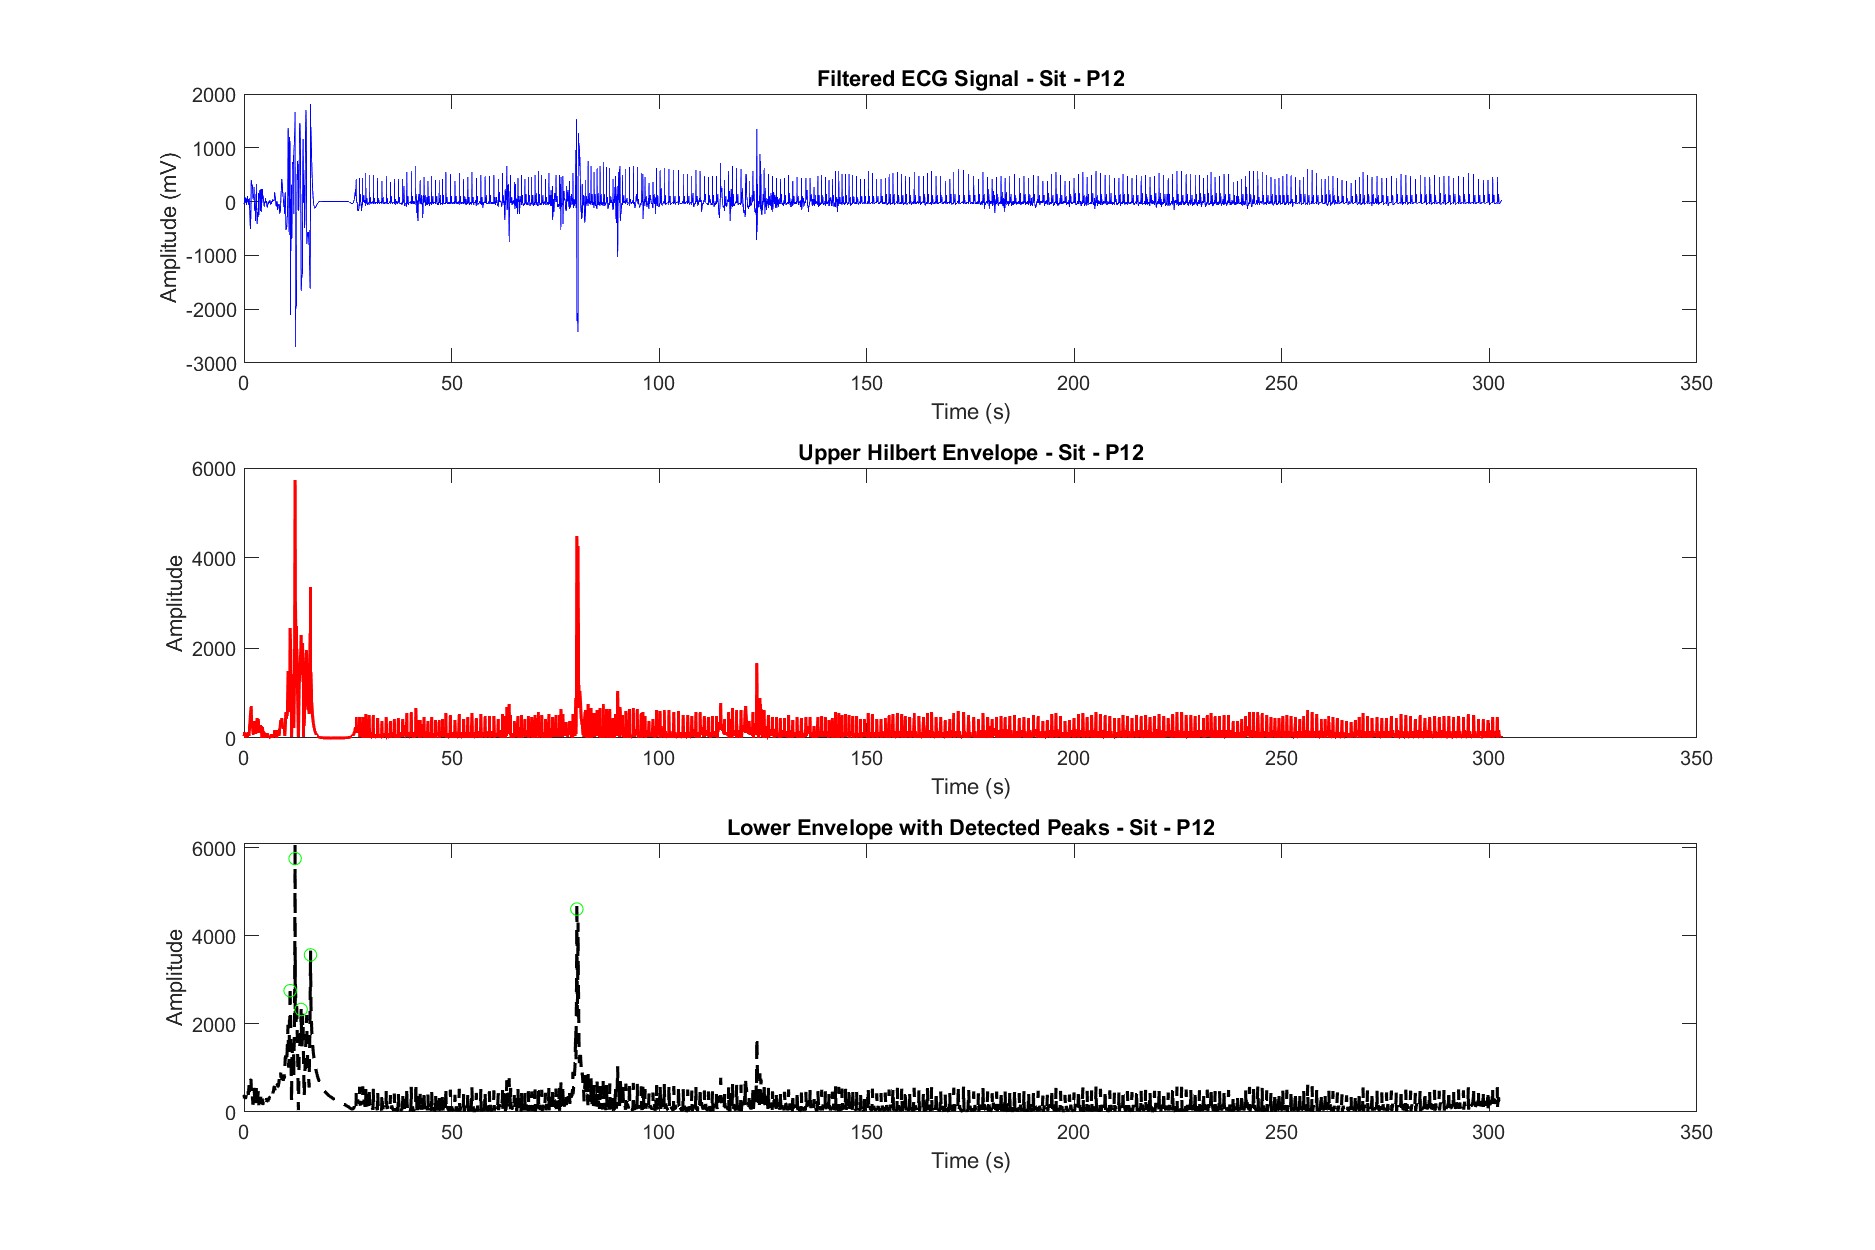 Filtered ECG Signal - Sit - P12
2000
1000
0
-1000
-2000
-3000
Amplitude (mV)
0 50 100 150 200 250 300 350
Time (s)
Upper Hilbert Envelope - Sit - P12
6000
4000
2000
0
Amplitude
0 50 100 150 200 250 300 350
Time (s)
Lower Envelope with Detected Peaks - Sit - P12
6000
4000
2000
0
Amplitude
0 50 100 150 200 250 300 350
Time (s)